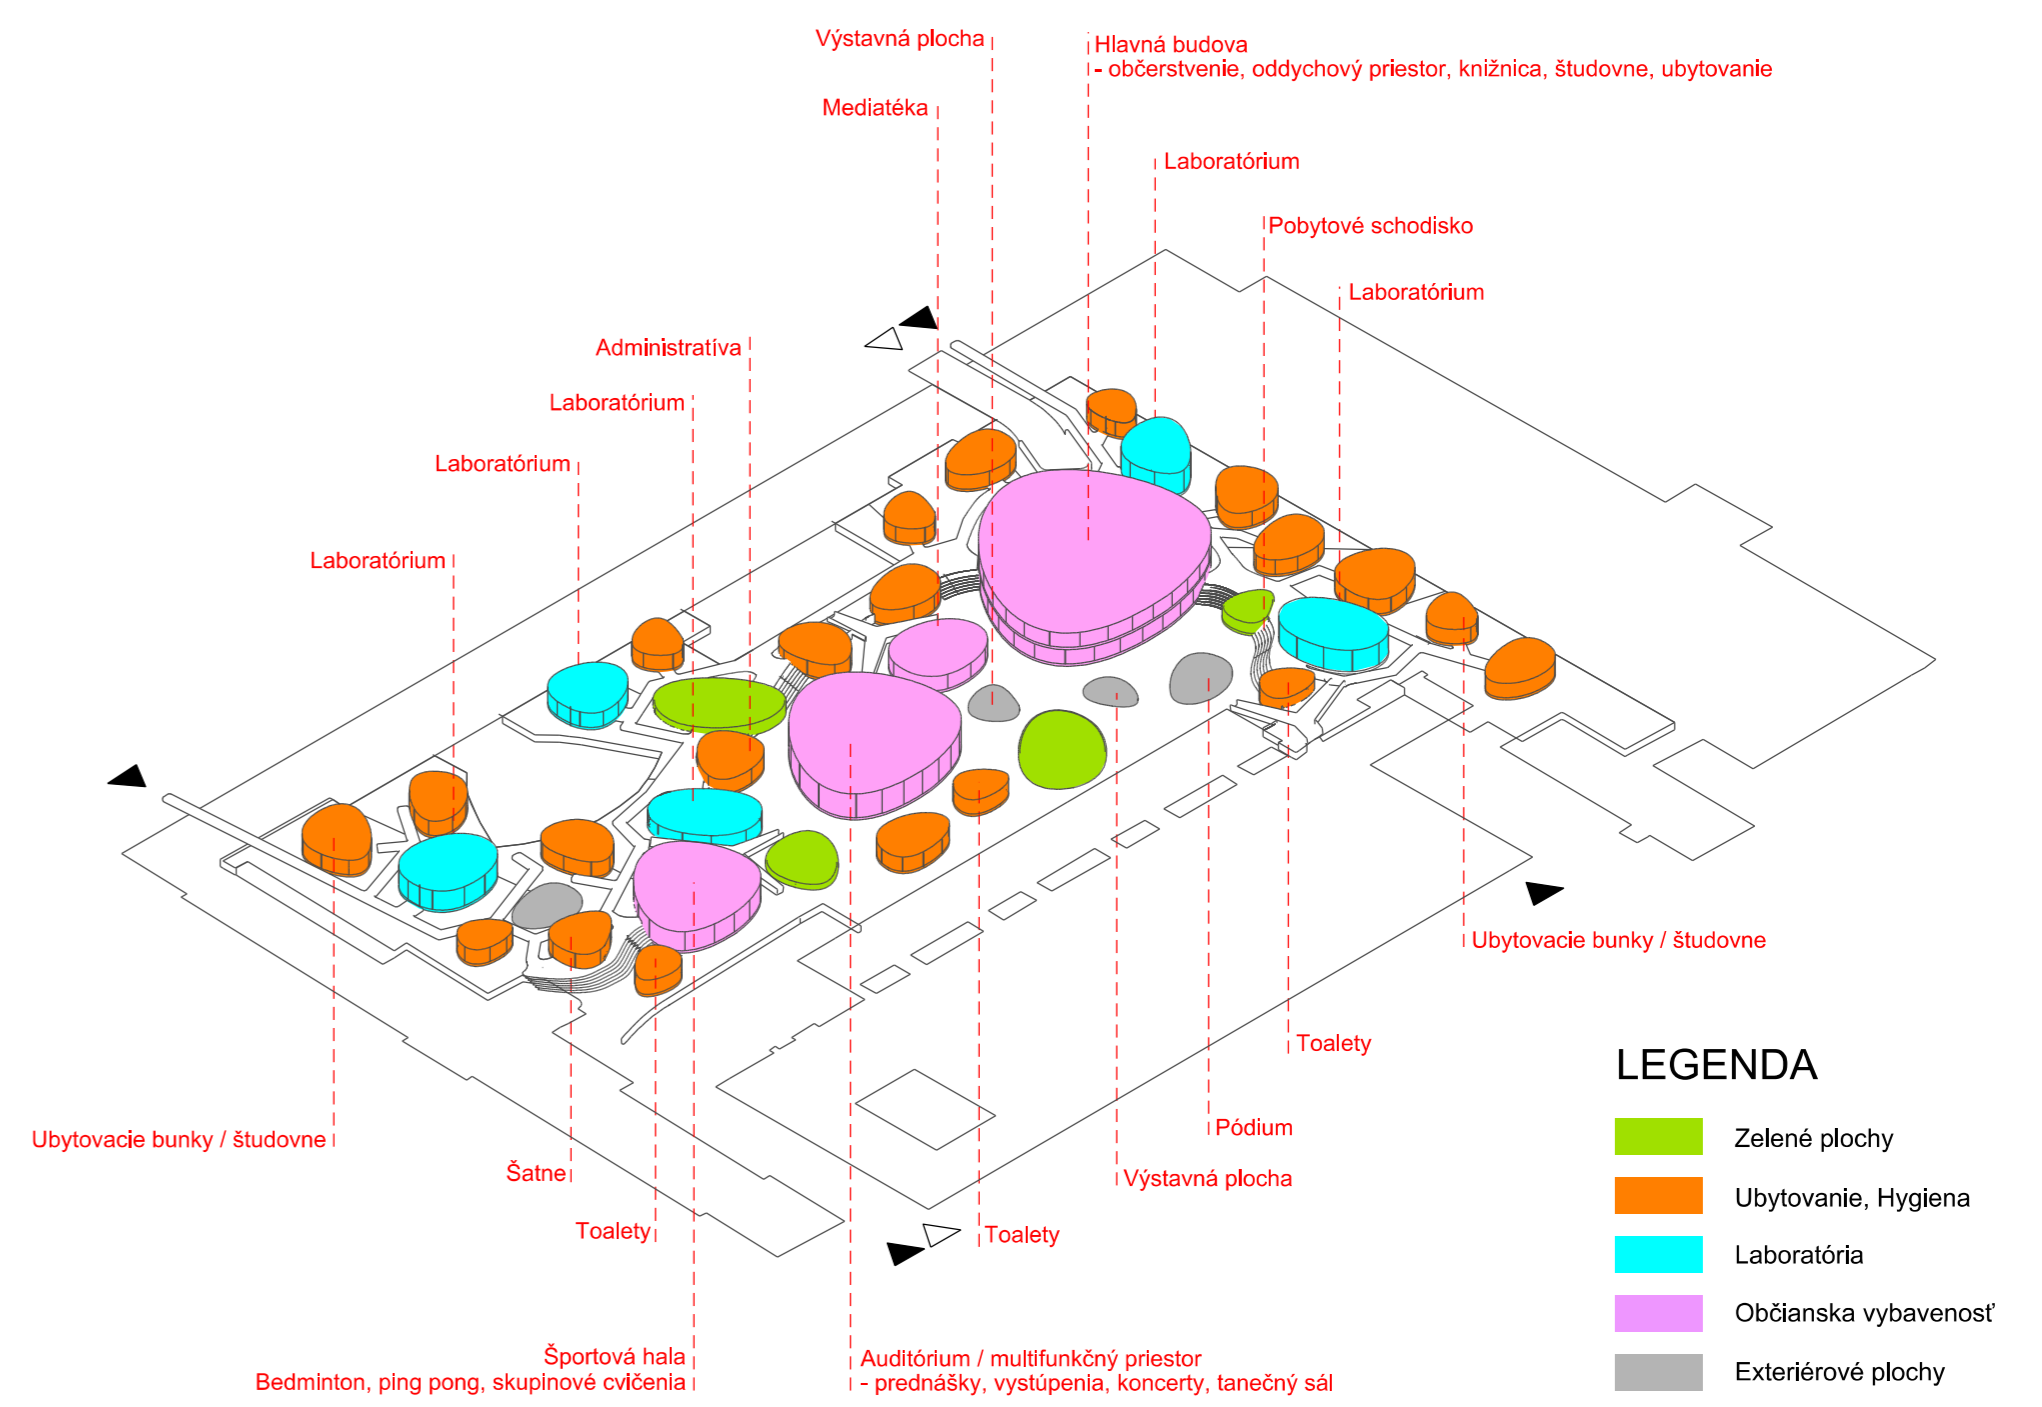 Výstavná plocha
Hlavná budova
- občerstvenie, oddychový priestor, knižnica, študovne, ubytovanie
Mediatéka
Laboratórium
Pobytové schodisko
Laboratórium
Administratíva
Laboratórium
Laboratórium
Laboratórium
Ubytovacie bunky / študovne
Toalety
Pódium
Ubytovacie bunky / študovne
Šatne
Výstavná plocha
Toalety
Toalety
Športová hala
Bedminton, ping pong, skupinové cvičenia
Auditórium / multifunkčný priestor
- prednášky, vystúpenia, koncerty, tanečný sál
LEGENDA
Zelené plochy
Ubytovanie, Hygiena
Laboratória
Občianska vybavenosť
Exteriérové plochy